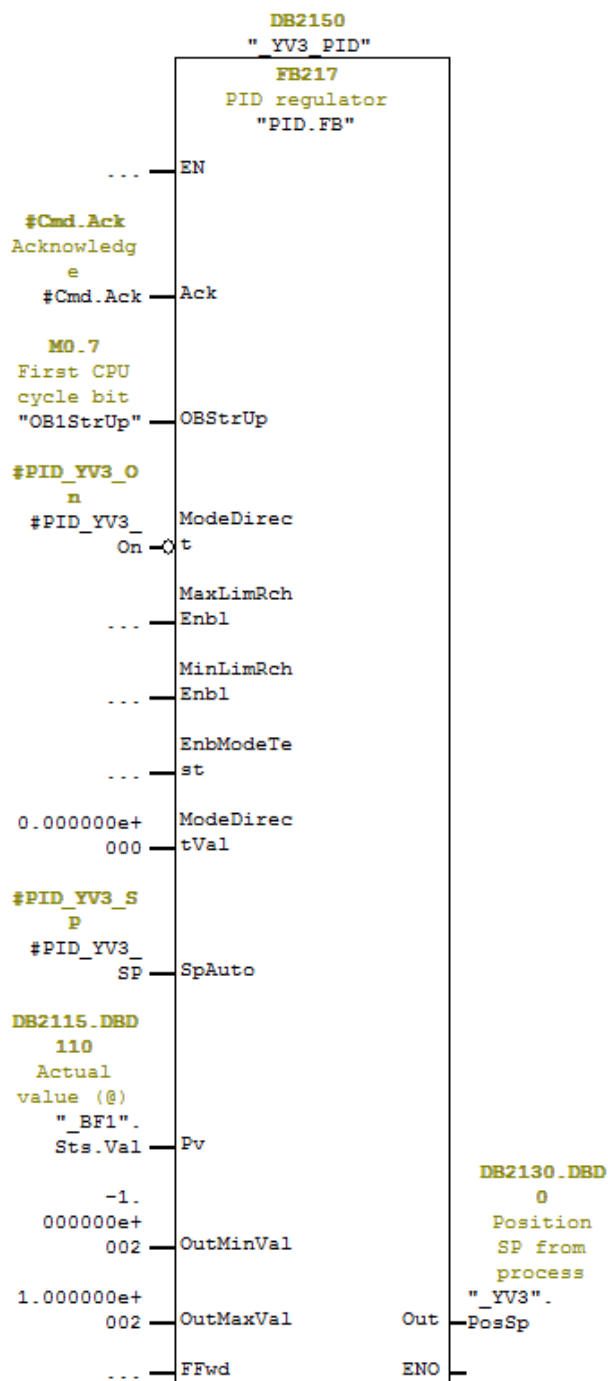 DB2150
"_YV3_PID"
FB217
PID regulator
"PID.FB"
... EN
#Cmd.Ack
Acknowledg
e
#Cmd.Ack Ack
M0.7
First CPU
cycle bit
"OB1StrUp" OBStrUp
#PID_YV3_O
n
#PID_YV3_ ModeDirec
On t
MaxLimRch
... Enbl
MinLimRch
... Enbl
EnbModeTe
... st
0.000000e+ ModeDirec
000 tVal
#PID_YV3_S
P
#PID_YV3_
SP SpAuto
DB2115.DBD
110
Actual
value (@)
"_BF1".
Sts.Val Pv
-1.
000000e+
002 OutMinVal
DB2130.DBD
0
Position
SP from
process
1.000000e+ "_YV3".
002 OutMaxVal Out PosSp
... FFwd ENO